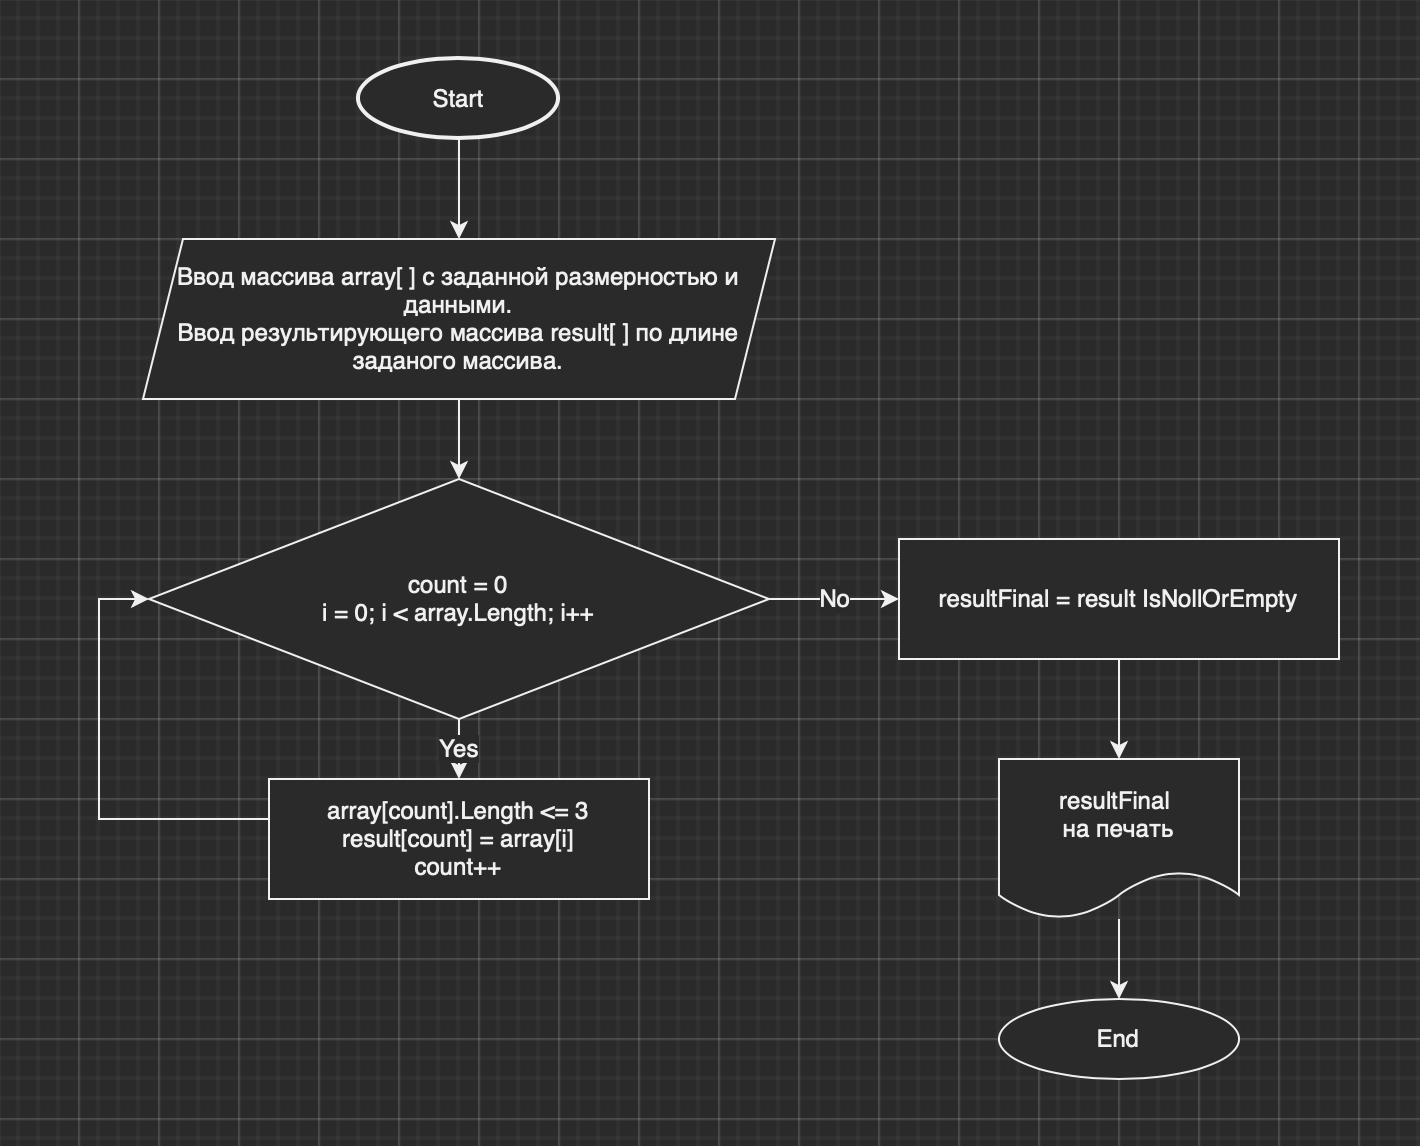 Start
Ввод массива array[ ] с заданной размерностью и
данными.
Ввод результирующего массива result[ ] по длине
заданого массива.
count = 0
i = 0; i < array.Length; i++
No
resultFinal = result IsNollOrEmpty
Yes
array[count].Length <= 3
result[count] = array[i]
count++
resultFinal
на печать
End